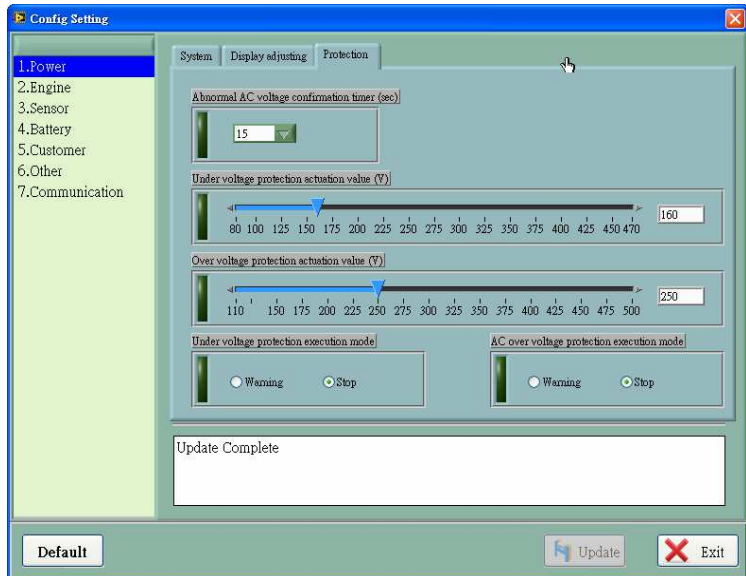 Config Setting
1.Power
2.Engine
3.Sensor
4.Battery
5.Customer
6.Other
7.Communication
System Display adjusting Protection
Abnormal AC voltage confirmation timer (sec)
15
Under voltage protection actuation value (V)
80 100 125 150 175 200 225 250 275 300 325 350 375 400 425 450 470
160
Over voltage protection actuation value (V)
110 150 175 200 225 250 275 300 325 350 375 400 425 450 475 500
250
Under voltage protection execution mode
Warning Stop
AC over voltage protection execution mode
Warning Stop
Update Complete
Default Update Exit